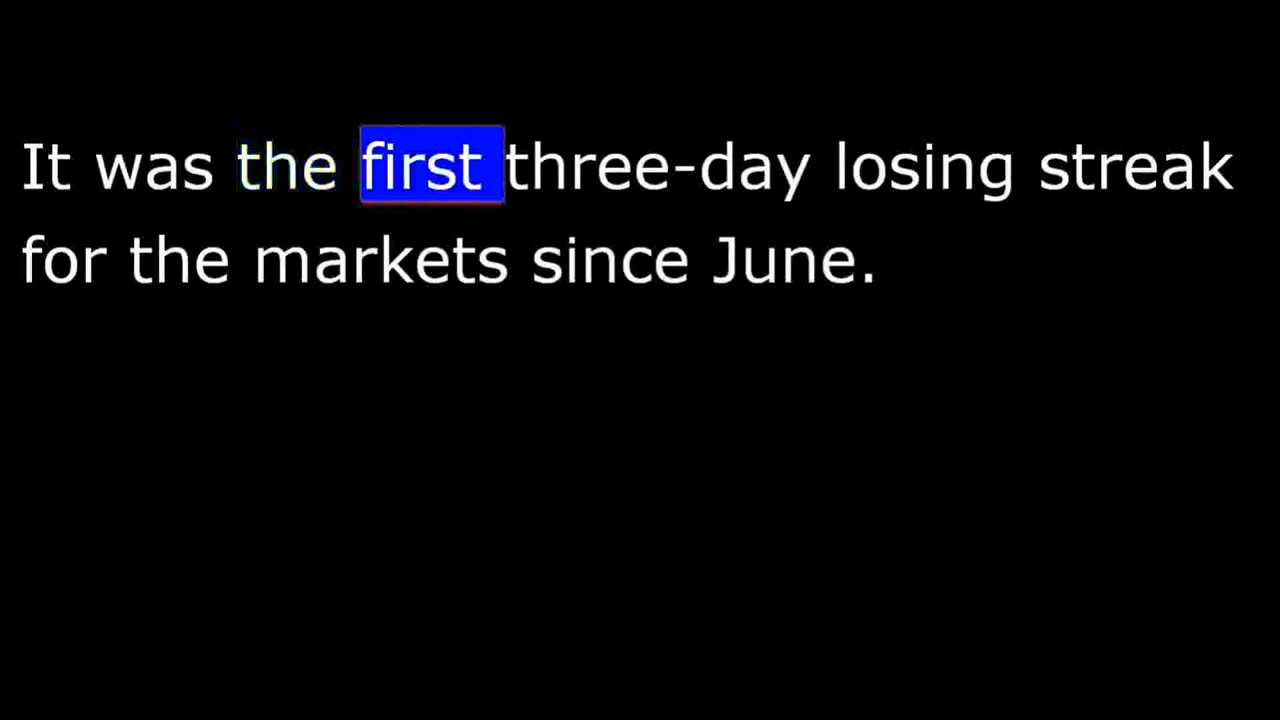 It was the first three-day losing streak
for the markets since June.